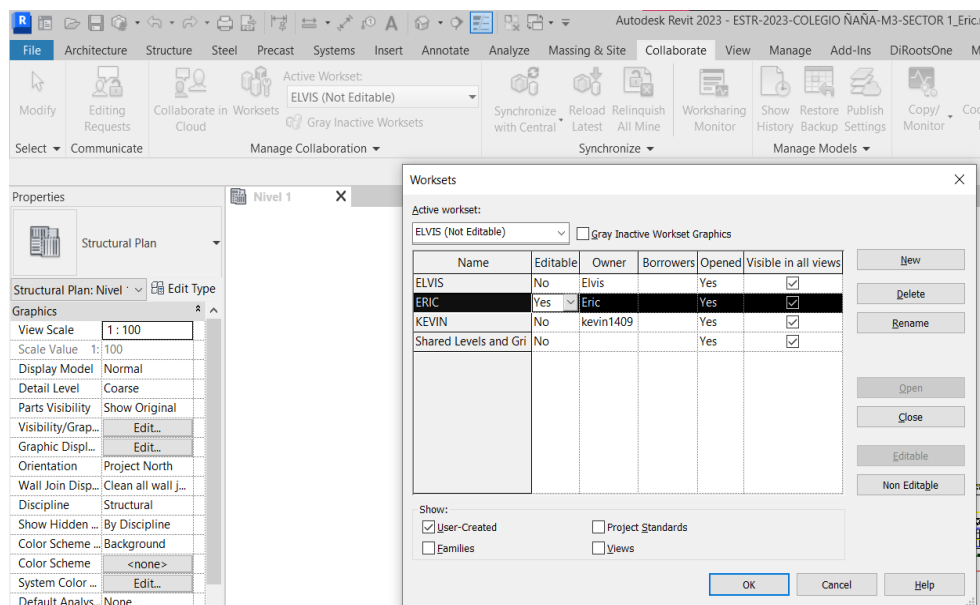 Autodesk Revit 2023 - ESTR-2023-COLEGIO ÑAÑA-M3-SECTOR 1_Eric.r
File Architecture Structure Steel Precast Systems Insert Annotate Analyze Massing & Site Collaborate View Manage Add-Ins DiRootsOne M
Modify
Select
Editing Requests
Communicate
Collaborate in Cloud
Worksets
Active Workset:
ELVIS (Not Editable)
Gray Inactive Worksets
Manage Collaboration
Synchronize with Central
Reload Latest
Relinquish All Mine
Worksharing Monitor
Synchronize
Show History
Restore Backup
Publish Settings
Manage Models
Copy/ Monitor
Coo
Properties
Structural Plan
Structural Plan: Nivel 1
Edit Type
Graphics
View Scale 1 : 100
Scale Value 1: 100
Display Model Normal
Detail Level Coarse
Parts Visibility Show Original
Visibility/Grap... Edit...
Graphic Displ... Edit...
Orientation Project North
Wall Join Disp... Clean all wall j...
Discipline Structural
Show Hidden ... By Discipline
Color Scheme ... Background
Color Scheme <none>
System Color ... Edit...
Default Analys... None
Nivel 1
Worksets
Active workset:
ELVIS (Not Editable)
Gray Inactive Workset Graphics
Name Editable Owner Borrowers Opened Visible in all views
ELVIS No Elvis Yes
ERIC Yes Eric Yes
KEVIN No kevin1409 Yes
Shared Levels and Gri No Yes
New
Delete
Rename
Open
Close
Editable
Non Editable
Show:
User-Created
Project Standards
Families
Views
OK
Cancel
Help